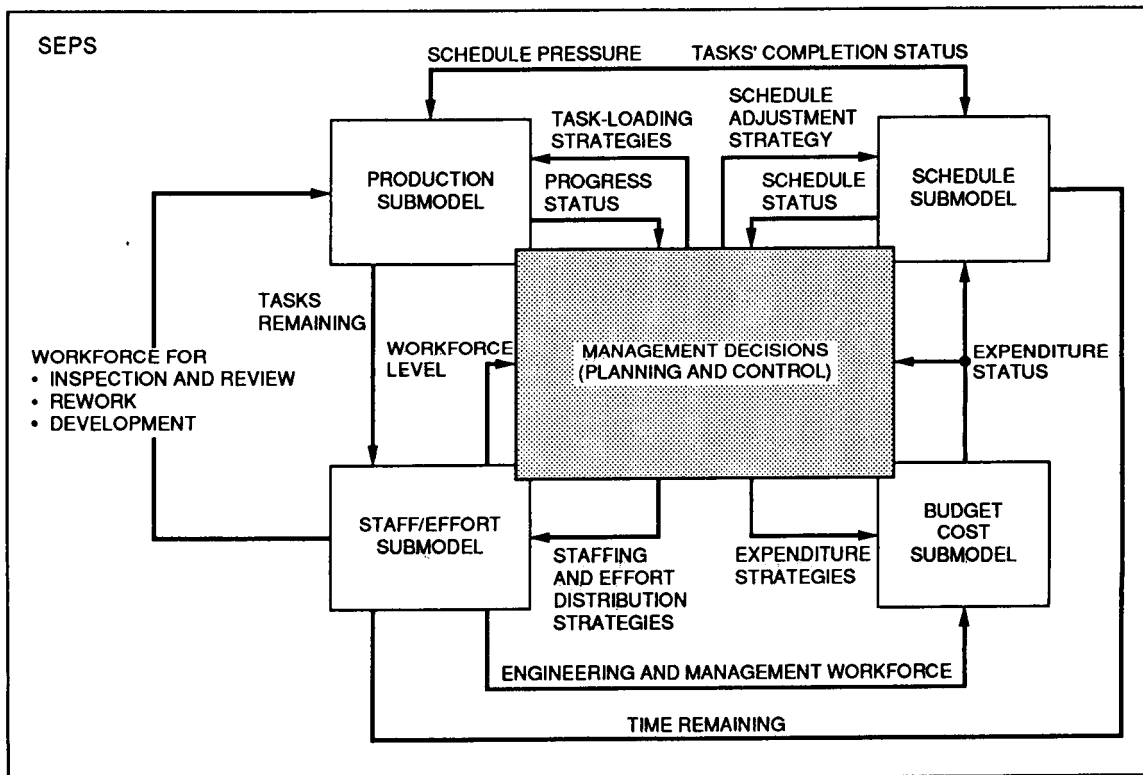 SEPS
SCHEDULE PRESSURE
TASKS' COMPLETION STATUS
TASK-LOADING
STRATEGIES
SCHEDULE
ADJUSTMENT
STRATEGY
PRODUCTION
SUBMODEL
PROGRESS
STATUS
SCHEDULE
STATUS
SCHEDULE
SUBMODEL
TASKS
REMAINING
WORKFORCE
LEVEL
MANAGEMENT DECISIONS
(PLANNING AND CONTROL)
EXPENDITURE
STATUS
WORKFORCE FOR
• INSPECTION AND REVIEW
• REWORK
• DEVELOPMENT
STAFF/EFFORT
SUBMODEL
STAFFING
AND EFFORT
DISTRIBUTION
STRATEGIES
EXPENDITURE
STRATEGIES
BUDGET
COST
SUBMODEL
ENGINEERING AND MANAGEMENT WORKFORCE
TIME REMAINING